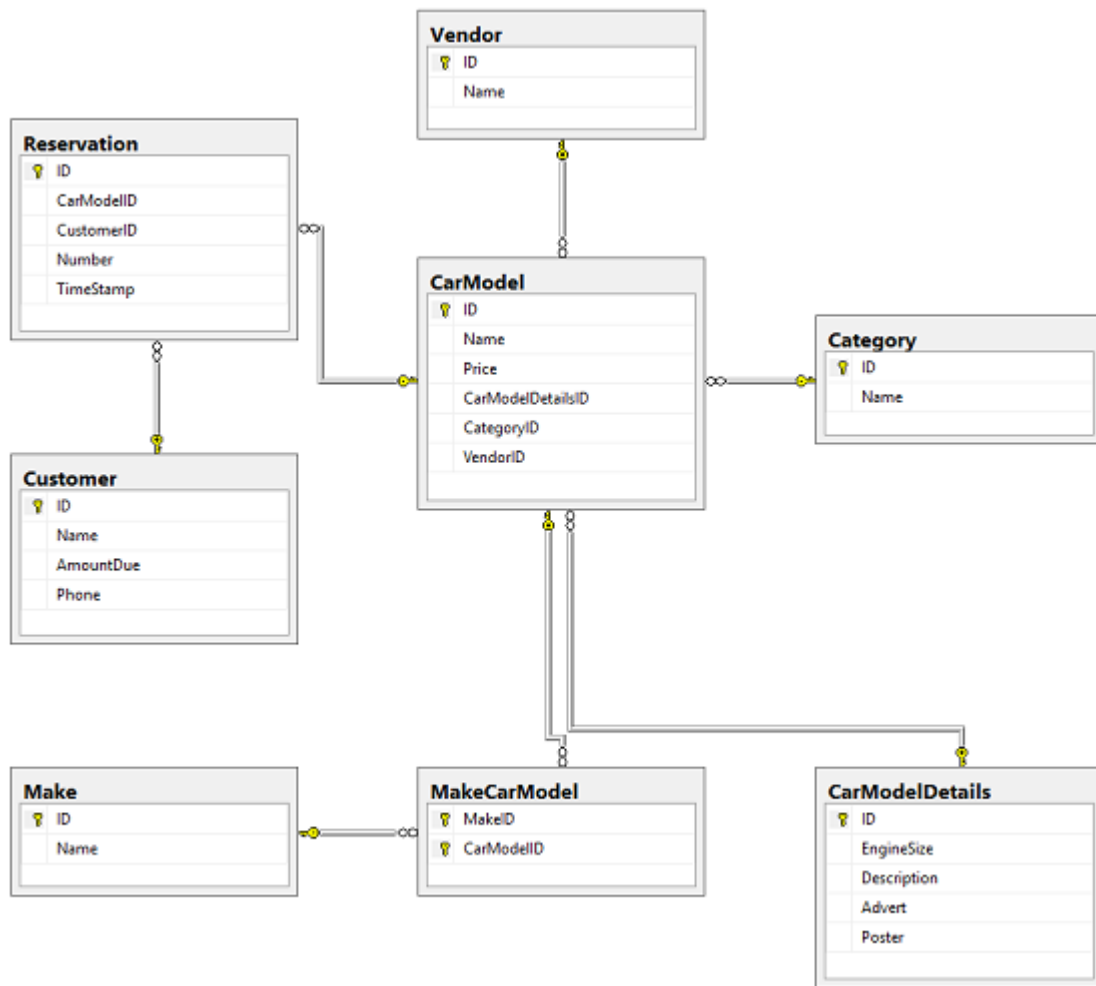 Vendor
ID
Name
Reservation
ID
CarModelID
CustomerID
Number
TimeStamp
CarModel
ID
Name
Price
CarModelDetailsID
CategoryID
VendorID
Category
ID
Name
Customer
ID
Name
AmountDue
Phone
Make
ID
Name
MakeCarModel
MakeID
CarModelID
CarModelDetails
ID
EngineSize
Description
Advert
Poster